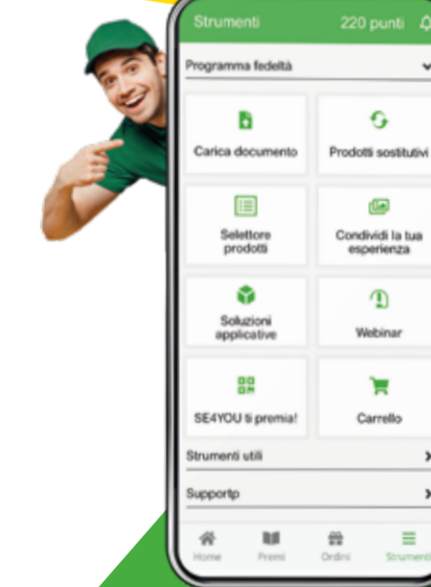 Strumenti 220 punti
Programma fedeltà
Carica documento Prodotti sostitutivi
Selettore Condividi la tua
prodotti esperienza
Soluzioni Webinar
applicative
SE4YOU ti premia! Carrello
Strumenti utili
Supportp
Home Premi Ordini Strumenti